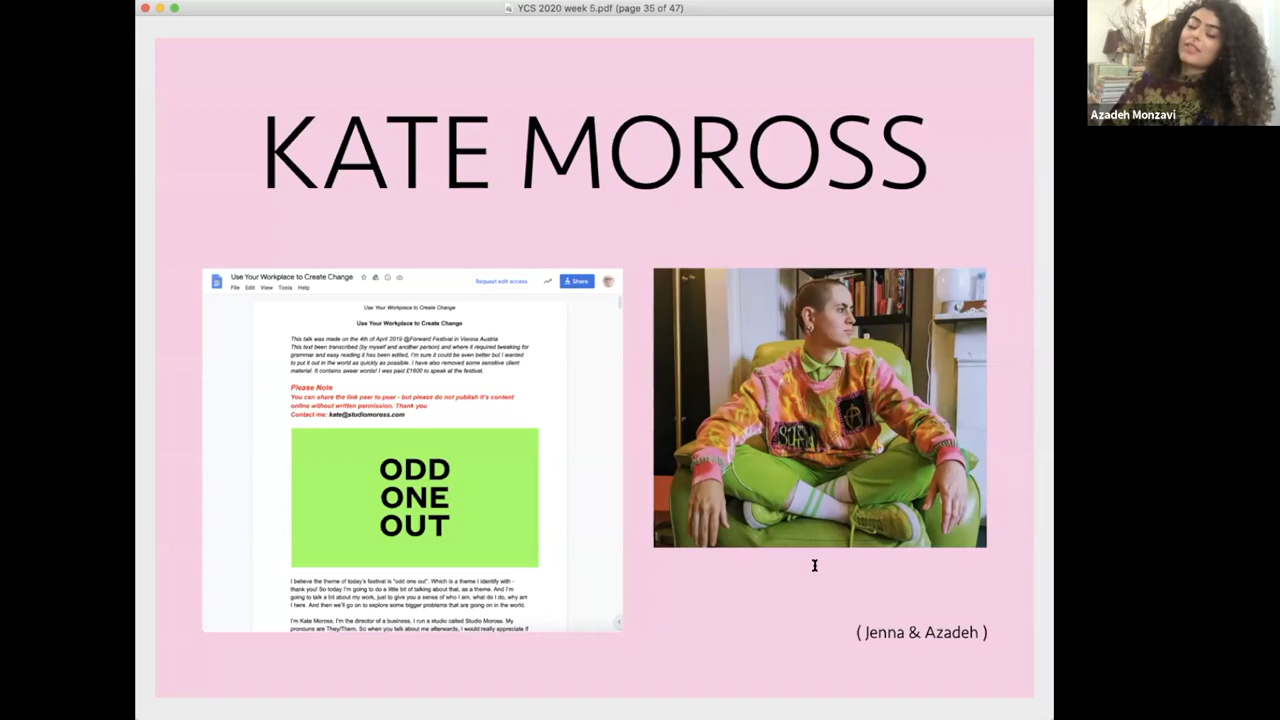 YCS 2020 week 5.pdf (page 35 of 47)
Azadeh Monzavi
KATE MOROSS
Use Your Workplace to Create Change
File Edit View Tools Help
Request edit access
Share
Use Your Workplace to Create Change
Use Your Workplace to Create Change
This talk was made on the 4th of April 2019 @Forward Festival in Vienna Austria
This text been transcribed (by myself and another person) and where it required tweaking for
grammar and easy reading it has been edited, I'm sure it could be even better but I wanted
to put it out in the world as quickly as possible. I have also removed some sensitive client
material. It contains swear words! I was paid £1600 to speak at the festival.
Please Note
You can share the link peer to peer - but please do not publish it's content
online without written permission. Thank you
Contact me: kate@studiomoross.com
ODD
ONE
OUT
I believe the theme of today's festival is "odd one out". Which is a theme I identify with -
thank you! So today I'm going to do a little bit of talking about that, as a theme. And I'm
going to talk a bit about my work, just to give you a sense of who I am, what do I do, why am
I here. And then we'll go on to explore some bigger problems that are going on in the world.
I'm Kate Moross, I'm the director of a business. I run a studio called Studio Moross. My
pronouns are They/Them. So when you talk about me afterwards, I would really appreciate if
( Jenna & Azadeh )